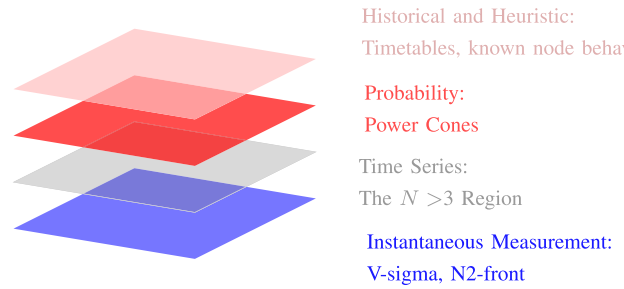 Historical and Heuristic:
Timetables, known node behav
Probability:
Power Cones
Time Series:
The N >3 Region
Instantaneous Measurement:
V-sigma, N2-front